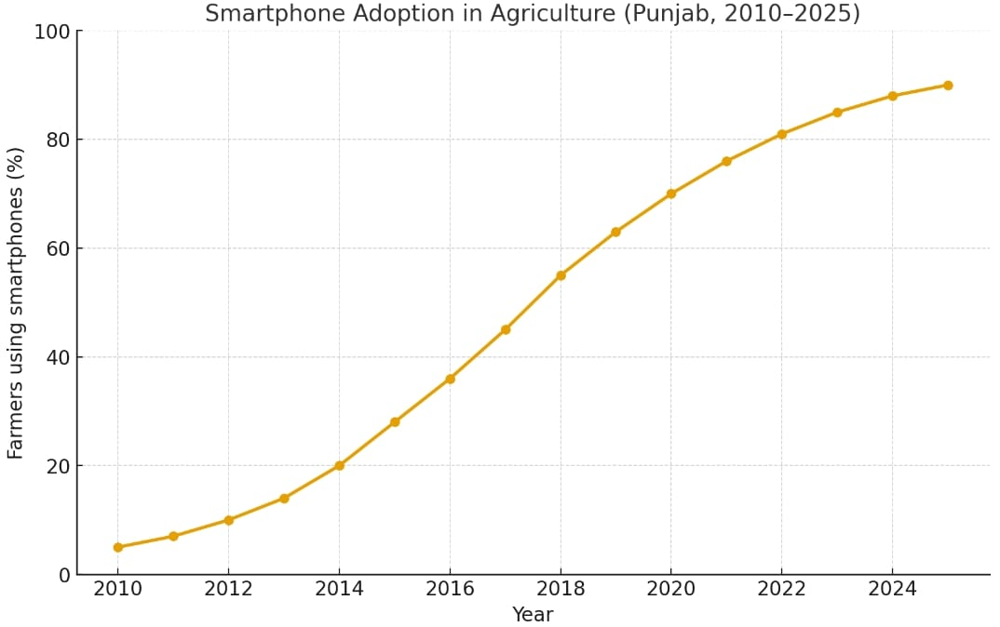 Smartphone Adoption in Agriculture (Punjab, 2010–2025)
100
80
60
40
20
0
Farmers using smartphones (%)
2010 2012 2014 2016 2018 2020 2022 2024
Year